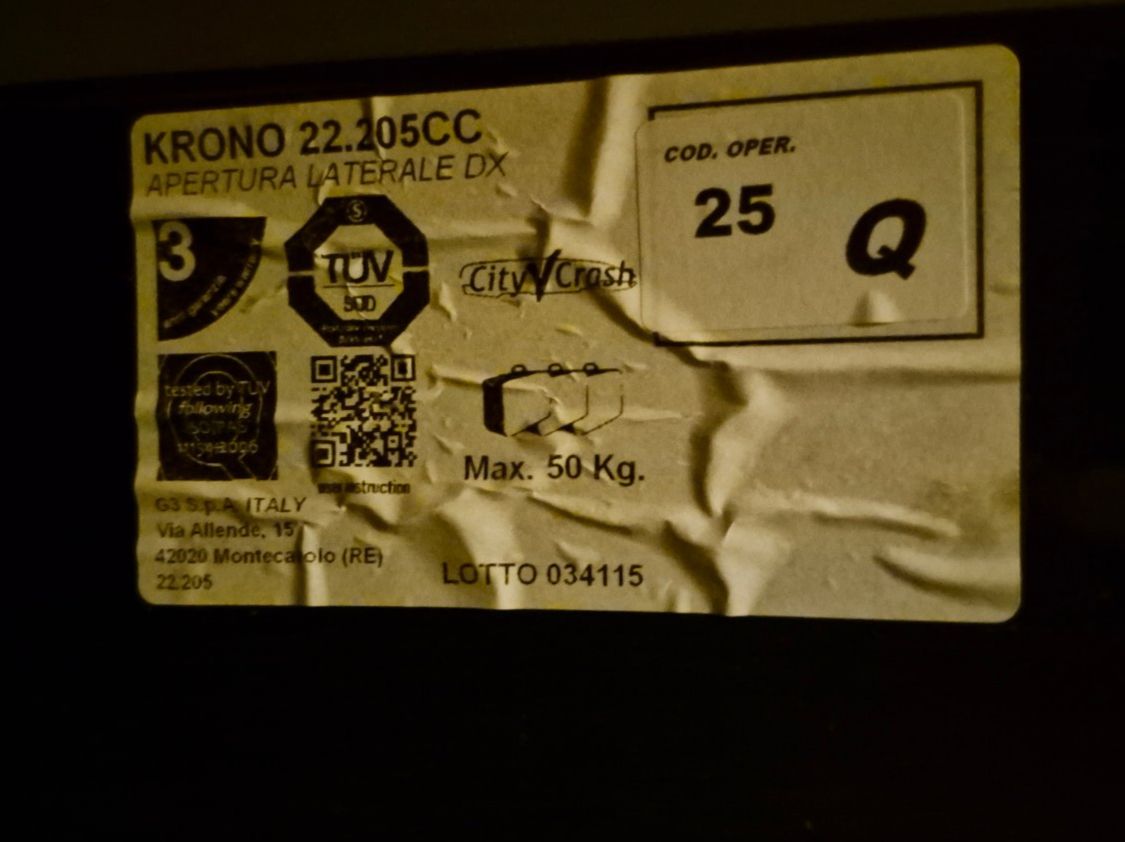 KRONO 22.205CC
APERTURA LATERALE DX
COD. OPER.
25 Q
3
TÜV
SÜD
City Crash
tested by TÜV
following
user instruction
Max. 50 Kg.
G3 S.p.A. ITALY
Via Allende, 15
42020 Montecavolo (RE)
22.205
LOTTO 034115